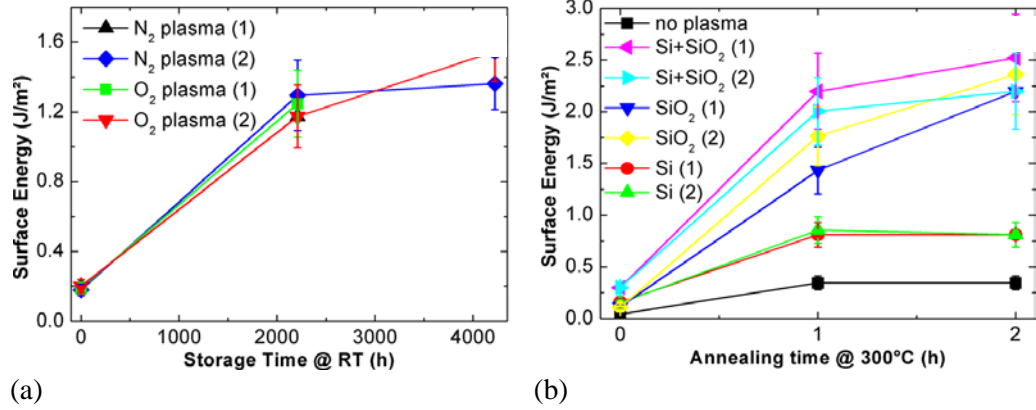 N₂ plasma (1)
N₂ plasma (2)
O₂ plasma (1)
O₂ plasma (2)
Surface Energy (J/m²)
1.6
1.2
0.8
0.4
0.0
0 1000 2000 3000 4000
Storage Time @ RT (h)
(a)
no plasma
Si+SiO₂ (1)
Si+SiO₂ (2)
SiO₂ (1)
SiO₂ (2)
Si (1)
Si (2)
Surface Energy (J/m²)
3.0
2.5
2.0
1.5
1.0
0.5
0.0
0 1 2
Annealing time @ 300°C (h)
(b)